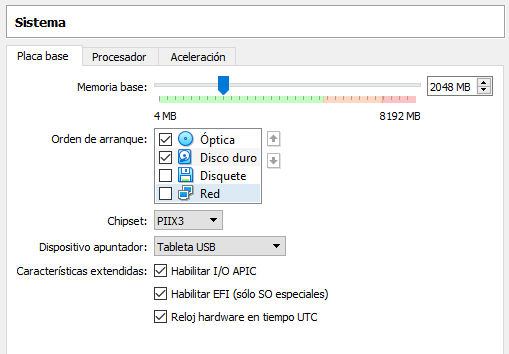 Sistema
Placa base Procesador Aceleración
Memoria base: 2048 MB
4 MB 8192 MB
Orden de arranque: Óptica
Disco duro
Disquete
Red
Chipset: PIIX3
Dispositivo apuntador: Tableta USB
Características extendidas: Habilitar I/O APIC
Habilitar EFI (sólo SO especiales)
Reloj hardware en tiempo UTC